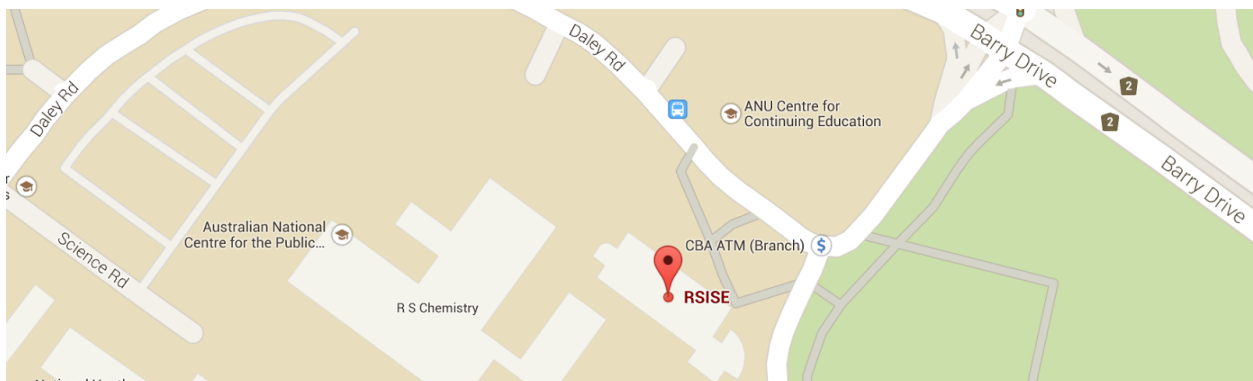 Daley Rd
Daley Rd
Barry Drive
2
2
Barry Drive
ANU Centre for
Continuing Education
r
s
Australian National
Centre for the Public...
Science Rd
CBA ATM (Branch)
$
RSISE
R S Chemistry